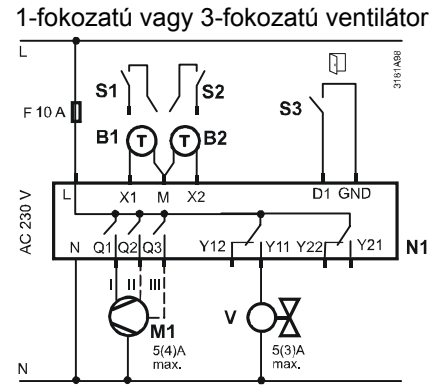 1-fokozatú vagy 3-fokozatú ventilátor
L
3181A98
S1 S2
S3
F 10 A
B1 T T B2
L X1 M X2 D1 GND
AC 230 V
N Q1 Q2 Q3 Y12 Y11 Y22 Y21 N1
I II III
M1 V
5(4)A 5(3)A
max. max.
N